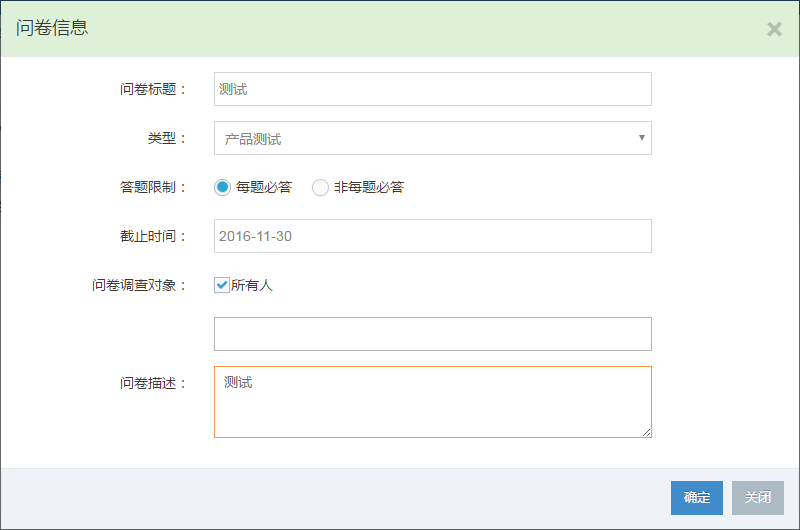 问卷信息
问卷标题： 测试
类型： 产品测试
答题限制： 每题必答 非每题必答
截止时间： 2016-11-30
问卷调查对象： 所有人
问卷描述： 测试
确定 关闭